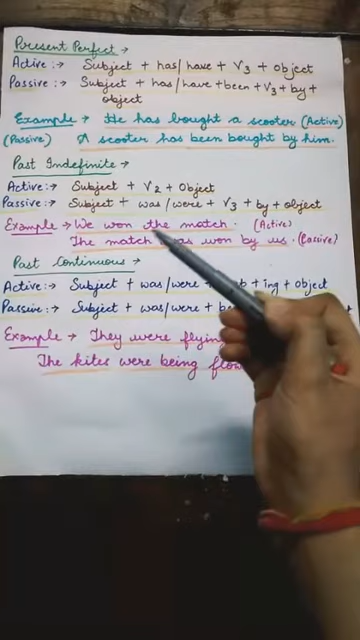 Present Perfect →
Active :→ Subject + has/have + V3 + object
Passive :→ Subject + has/have + been + V3 + by +
object
Example → He has bought a scooter (Active)
(Passive) A scooter has been bought by him.
Past Indefinite :→
Active :→ Subject + V2 + Object
Passive :→ Subject + was/were + V3 + by + object
Example → We won the match. (Active)
The match was won by us. (Passive)
Past Continuous :→
Active :→ Subject + was/were + + ing + object
Passive :→ Subject + was/were +
Example → They were flying
The kites were being